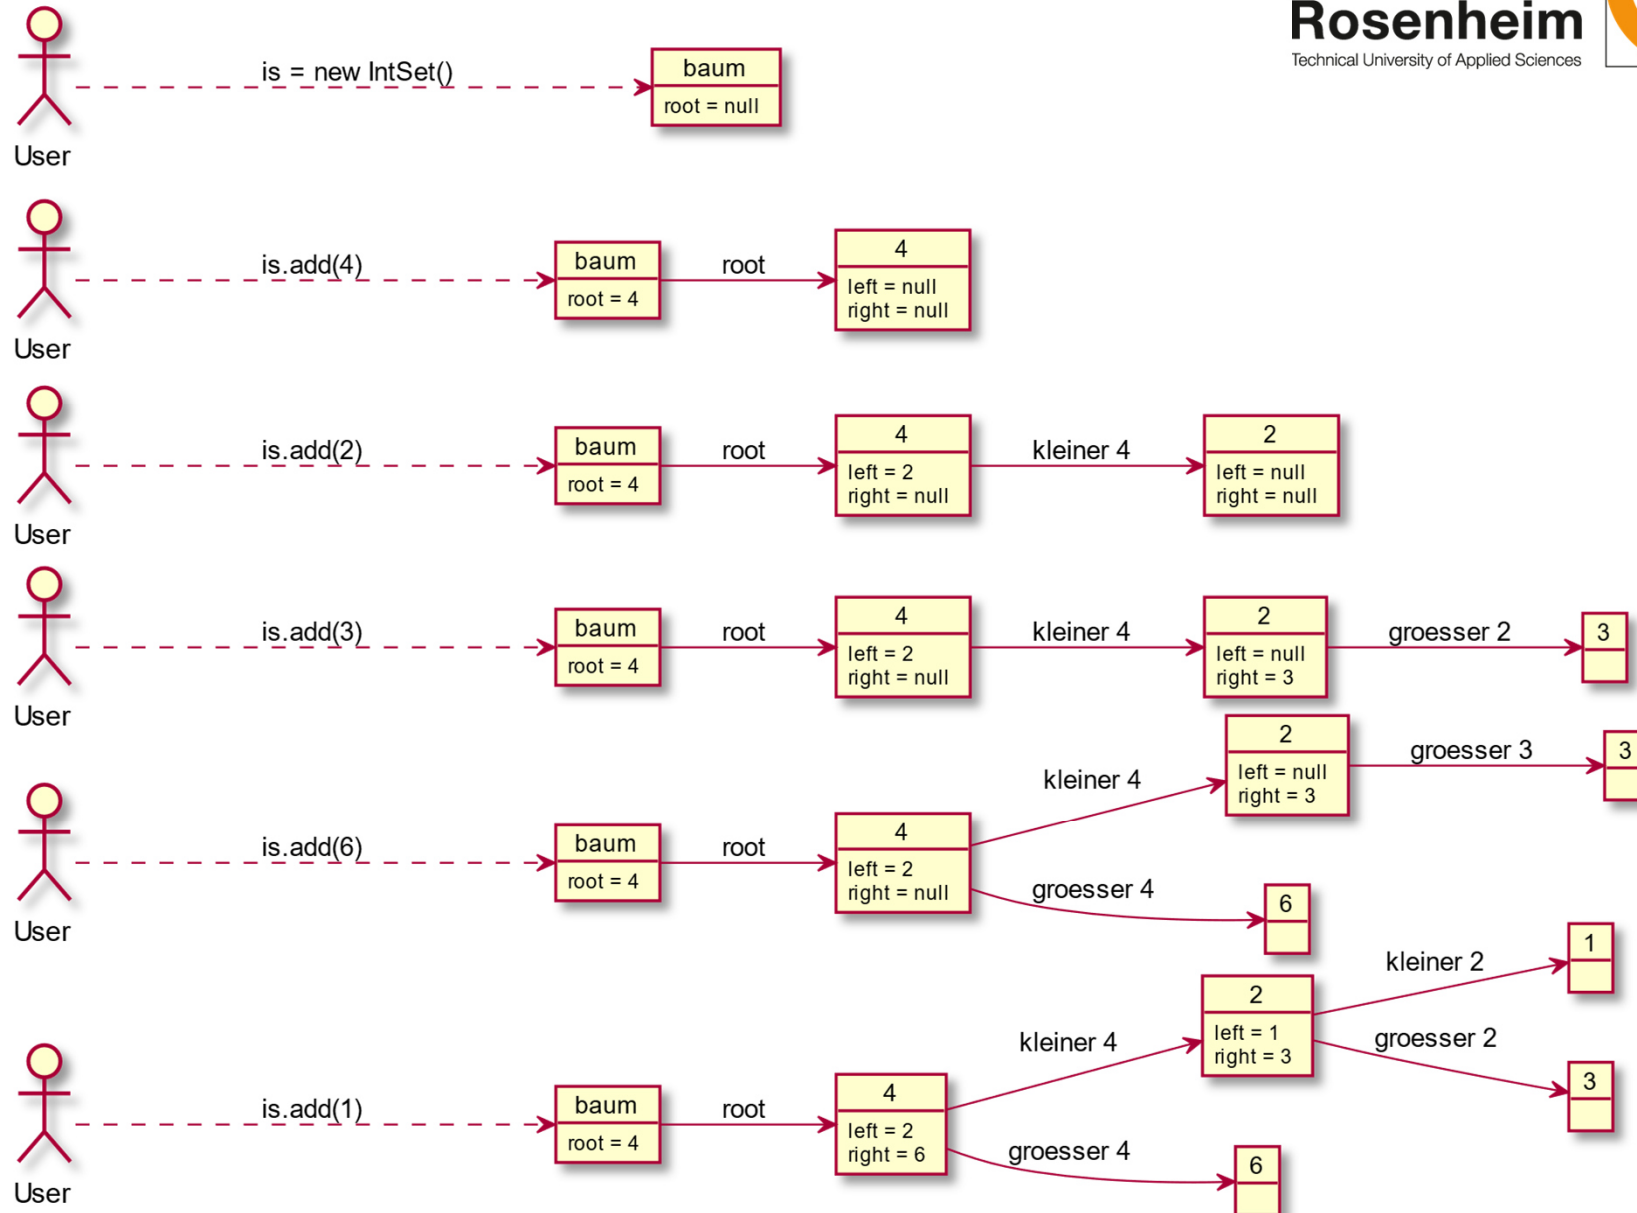 Rosenheim
Technical University of Applied Sciences
is = new IntSet()
baum
root = null
User
is.add(4)
baum
root = 4
root
4
left = null
right = null
User
is.add(2)
baum
root = 4
root
4
left = 2
right = null
kleiner 4
2
left = null
right = null
User
is.add(3)
baum
root = 4
root
4
left = 2
right = null
kleiner 4
2
left = null
right = 3
groesser 2
3
User
is.add(6)
baum
root = 4
root
4
left = 2
right = null
kleiner 4
2
left = null
right = 3
groesser 3
3
groesser 4
6
User
is.add(1)
baum
root = 4
root
4
left = 2
right = 6
kleiner 4
2
left = 1
right = 3
kleiner 2
1
groesser 2
3
groesser 4
6
User